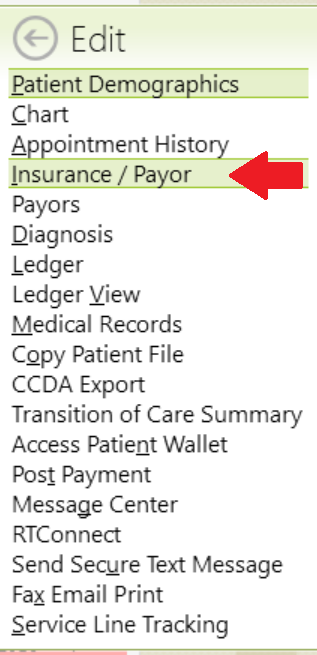 Edit
Patient Demographics
Chart
Appointment History
Insurance / Payor
Payors
Diagnosis
Ledger
Ledger View
Medical Records
Copy Patient File
CCDA Export
Transition of Care Summary
Access Patient Wallet
Post Payment
Message Center
RTConnect
Send Secure Text Message
Fax Email Print
Service Line Tracking